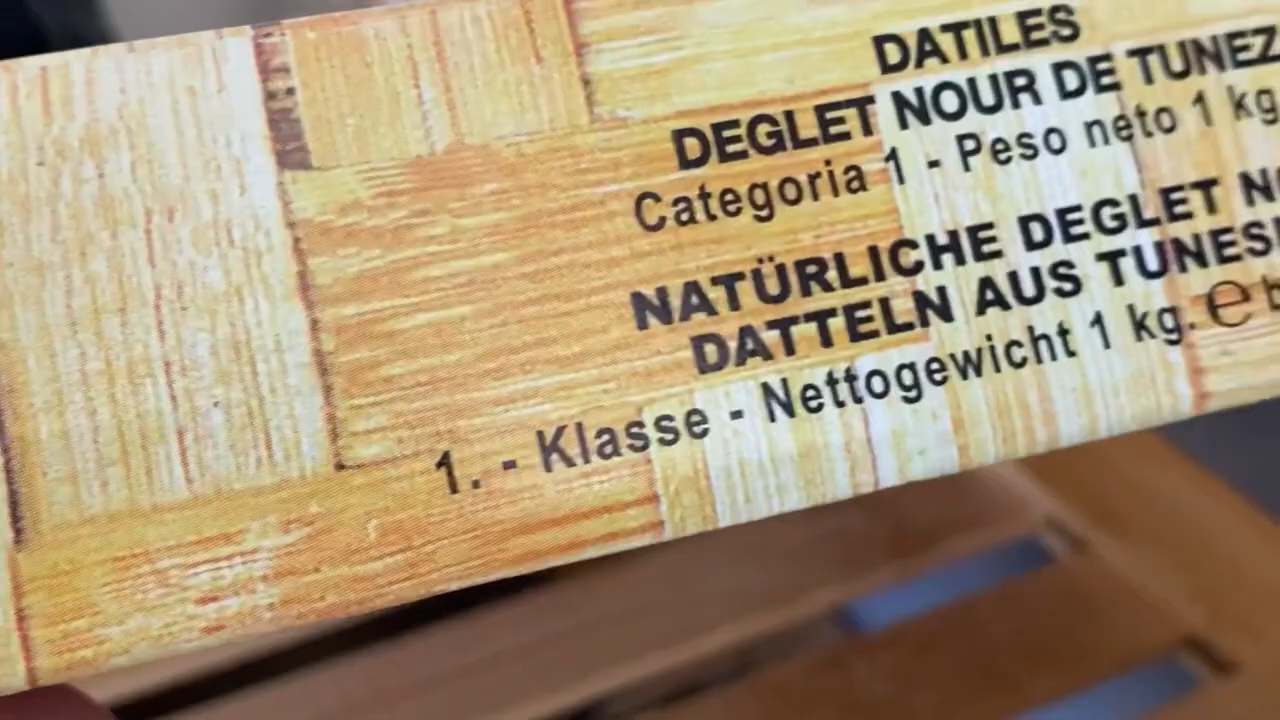 DATILES
DEGLET NOUR DE TUNEZ
Categoria 1 - Peso neto 1 kg
NATÜRLICHE DEGLET
DATTELN AUS
1. - Klasse - Nettogewicht 1 kg. e